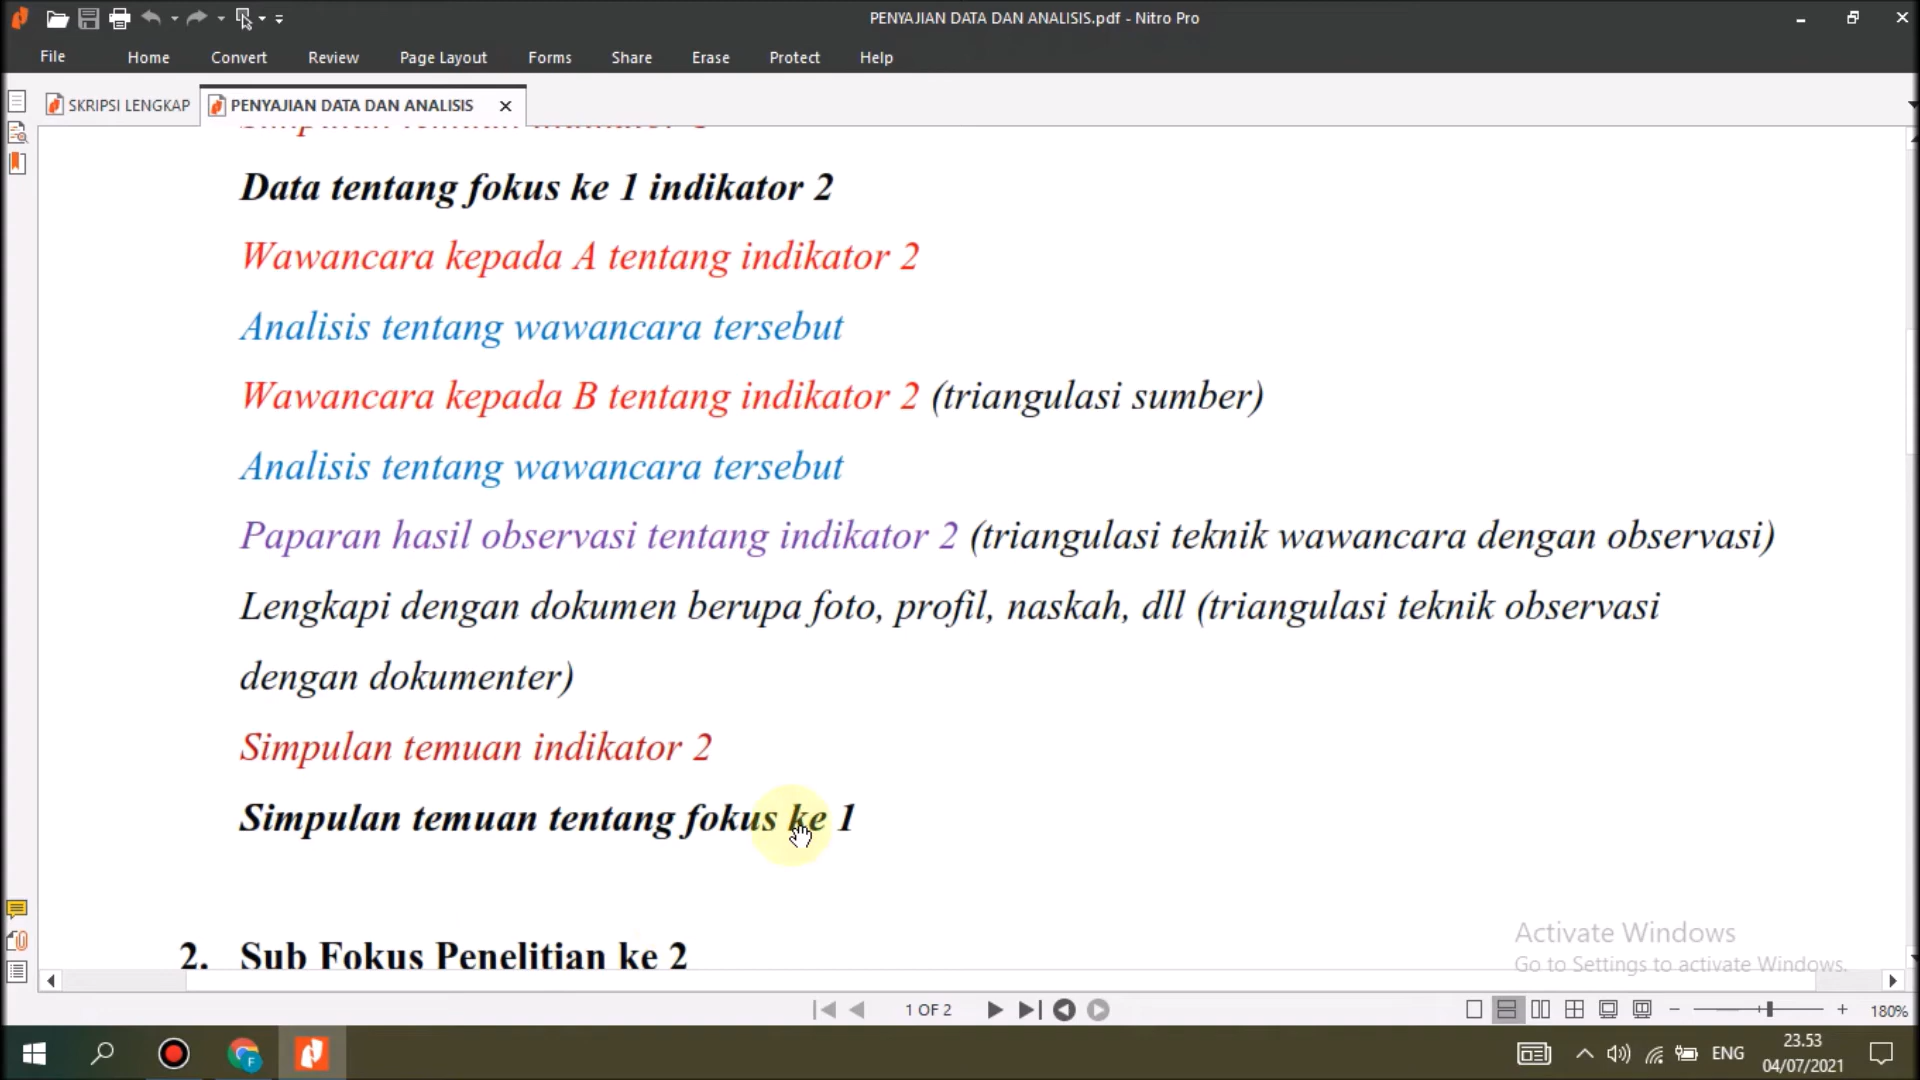 PENYAJIAN DATA DAN ANALISIS.pdf - Nitro Pro
File Home Convert Review Page Layout Forms Share Erase Protect Help
SKRIPSI LENGKAP PENYAJIAN DATA DAN ANALISIS
Data tentang fokus ke 1 indikator 2
Wawancara kepada A tentang indikator 2
Analisis tentang wawancara tersebut
Wawancara kepada B tentang indikator 2 (triangulasi sumber)
Analisis tentang wawancara tersebut
Paparan hasil observasi tentang indikator 2 (triangulasi teknik wawancara dengan observasi)
Lengkapi dengan dokumen berupa foto, profil, naskah, dll (triangulasi teknik observasi
dengan dokumenter)
Simpulan temuan indikator 2
Simpulan temuan tentang fokus ke 1
2. Sub Fokus Penelitian ke 2
Activate Windows
Go to Settings to activate Windows.
1 OF 2
180%
F
ENG
23.53
04/07/2021